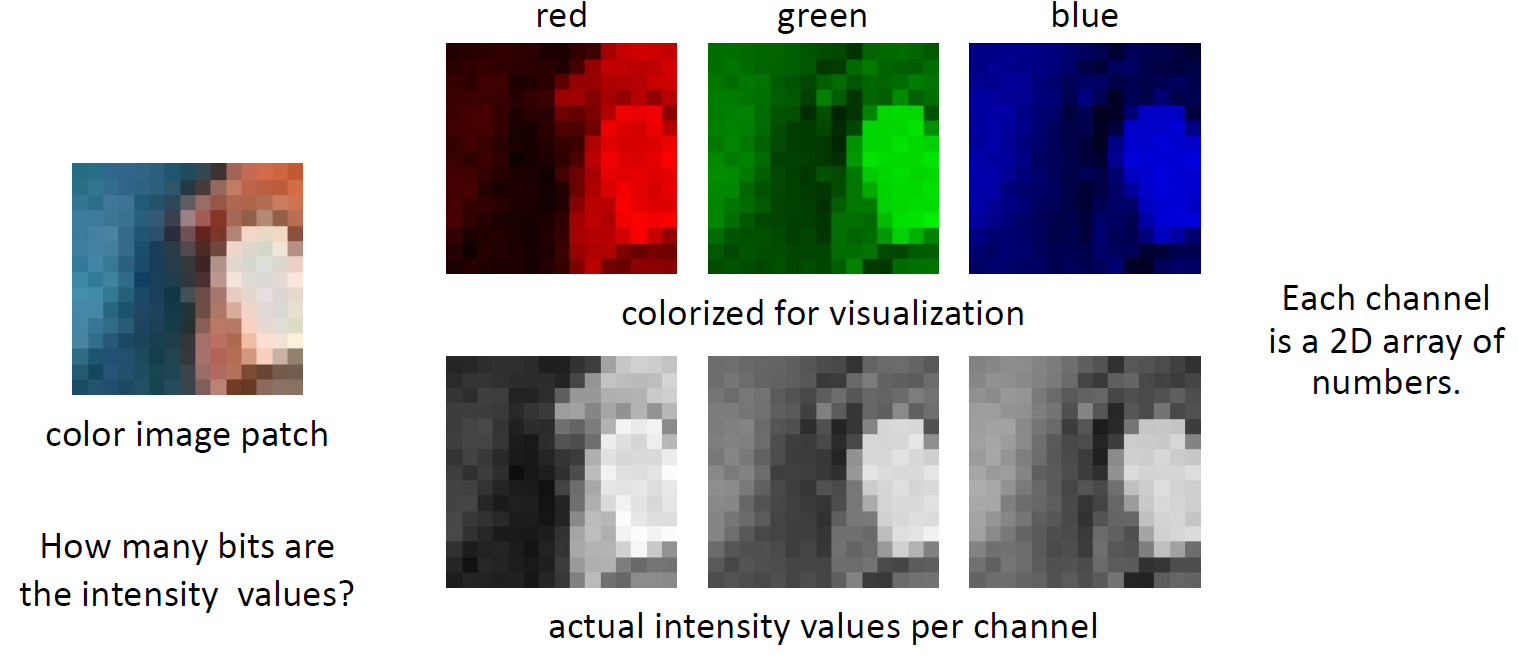 red
green
blue
colorized for visualization
Each channel
is a 2D array of
numbers.
color image patch
How many bits are
the intensity values?
actual intensity values per channel